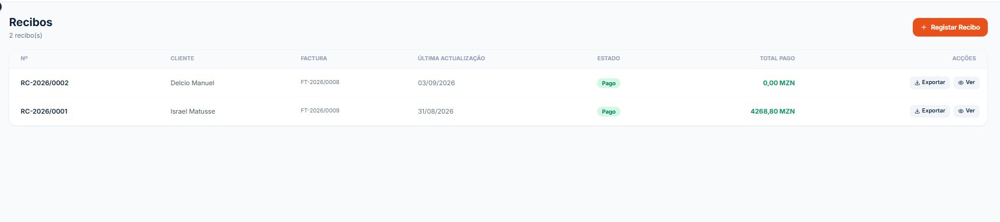 Recibos
2 recibo(s)
+ Registar Recibo
Nº CLIENTE FACTURA ÚLTIMA ACTUALIZAÇÃO ESTADO TOTAL PAGO ACÇÕES
RC-2026/0002 Delcio Manuel FT-2026/0008 03/09/2026 Pago 0,00 MZN Exportar Ver
RC-2026/0001 Israel Matusse FT-2026/0009 31/08/2026 Pago 4268,80 MZN Exportar Ver